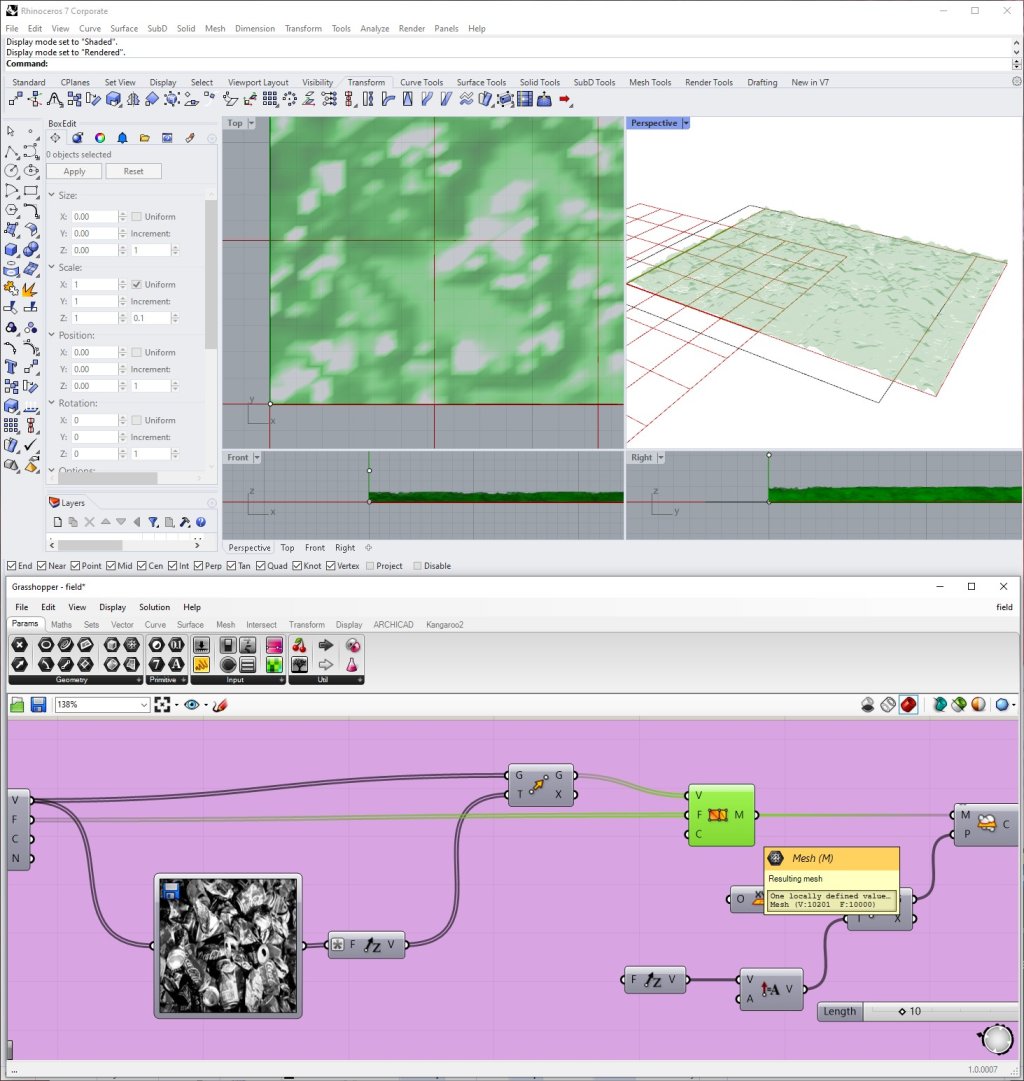 Rhinoceros 7 Corporate
File Edit View Curve Surface SubD Solid Mesh Dimension Transform Tools Analyze Render Panels Help
Display mode set to "Shaded".
Display mode set to "Rendered".
Command:
Standard CPlanes Set View Display Select Viewport Layout Visibility Transform Curve Tools Surface Tools Solid Tools SubD Tools Mesh Tools Render Tools Drafting New in V7
BoxEdit
0 objects selected
Apply Reset
Size:
X: 0.00 Uniform
Y: 0.00 Increment:
Z: 0.00 1
Scale:
X: 1 Uniform
Y: 1 Increment:
Z: 1 0.1
Position:
X: 0.00 Uniform
Y: 0.00 Increment:
Z: 0.00 1
Rotation:
X: 0 Uniform
Y: 0 Increment:
Z: 0 1
Options:
Layers
Top
y
x
Perspective
Front
z
x
Right
z
y
Perspective Top Front Right
End Near Point Mid Cen Int Perp Tan Quad Knot Vertex Project Disable
Grasshopper - field*
File Edit View Display Solution Help field
Params Maths Sets Vector Curve Surface Mesh Intersect Transform Display ARCHICAD Kangaroo2
Geometry Primitive Input Util
138%
V
F
C
N
G G
T X
V
F M
C
M C
P
Mesh (M)
Resulting mesh
One locally defined value…
Mesh (V:10201 F:10000)
O
T X
F Z V
F Z V
V
A A V
Length 10
...
1.0.0007